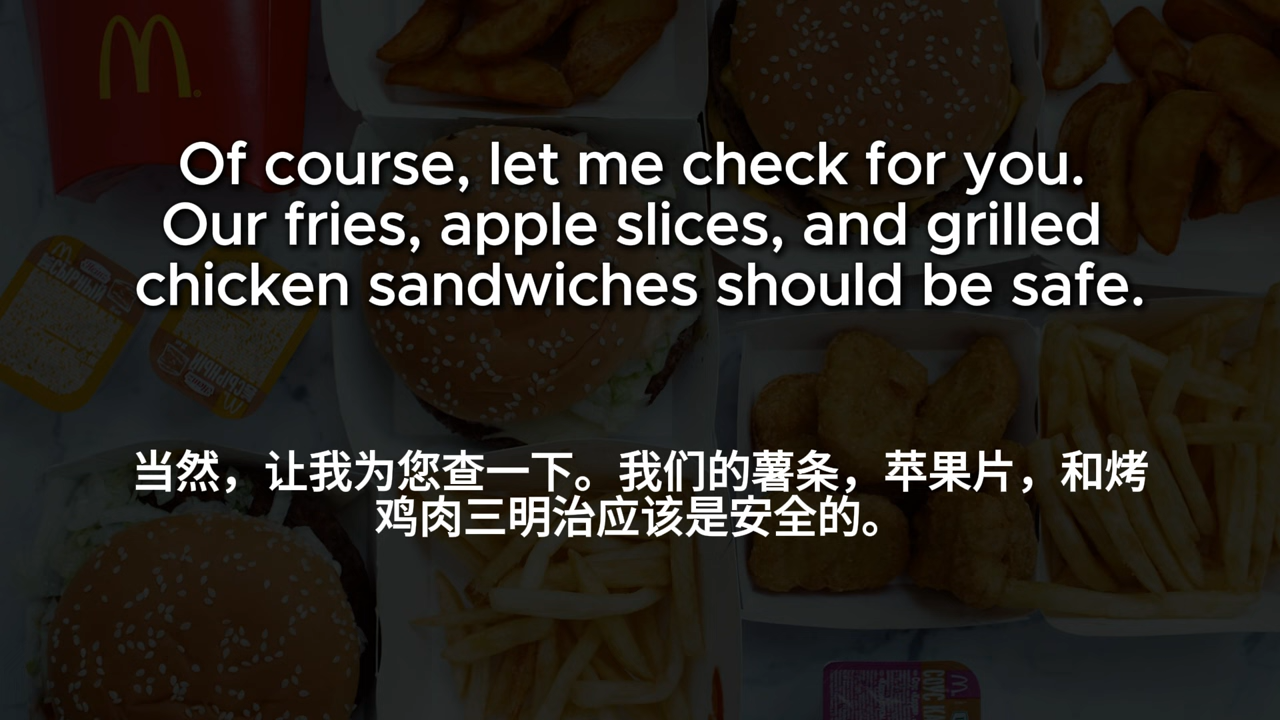 Of course, let me check for you.
Our fries, apple slices, and grilled
chicken sandwiches should be safe.
СЫРНЫЙ
当然，让我为您查一下。我们的薯条，苹果片，和烤
鸡肉三明治应该是安全的。
СОУС